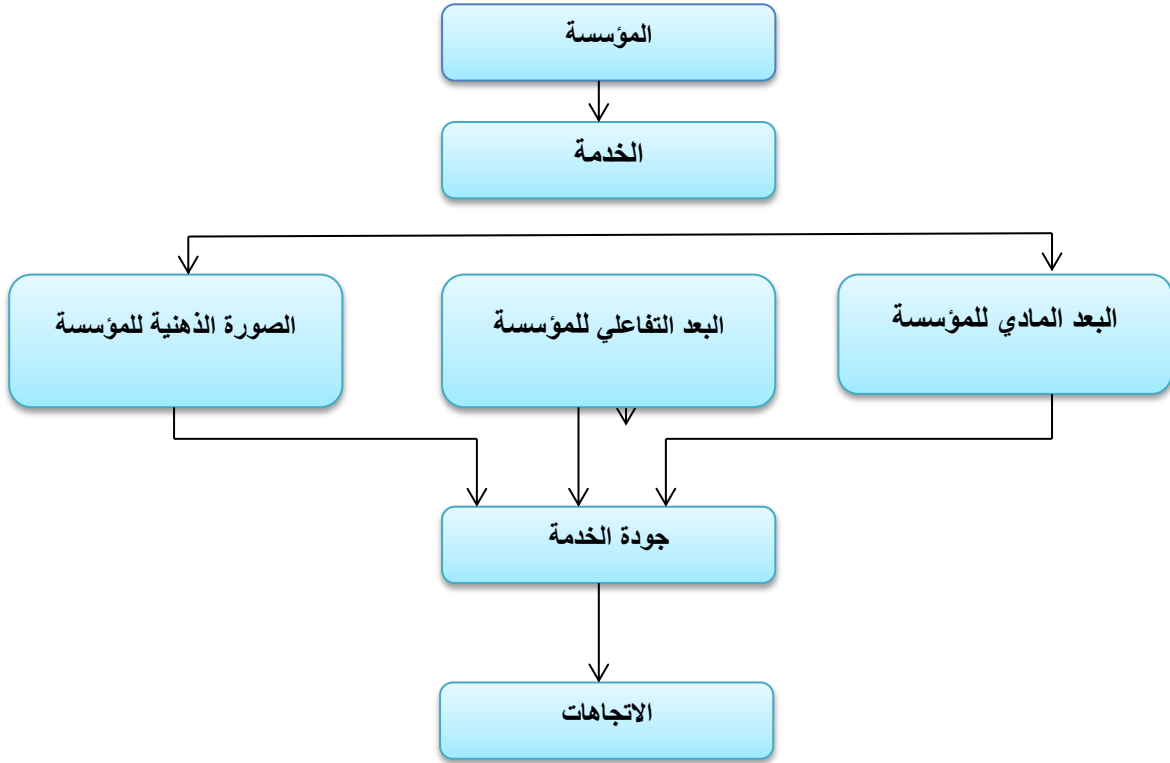 المؤسسة
الخدمة
البعد المادي للمؤسسة
البعد التفاعلي للمؤسسة
الصورة الذهنية للمؤسسة
جودة الخدمة
الاتجاهات